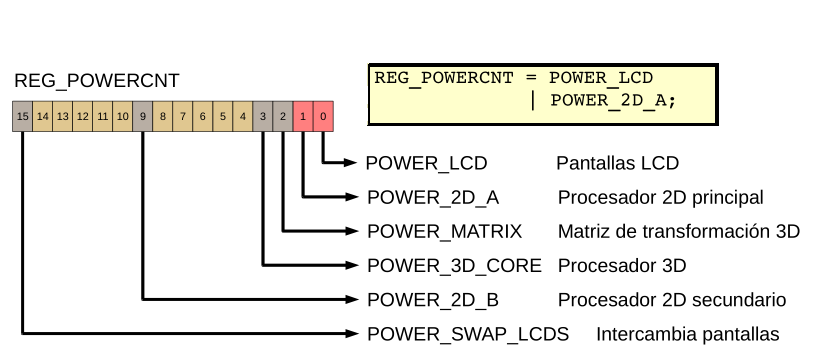 REG_POWERCNT
REG_POWERCNT = POWER_LCD
| POWER_2D_A;
15 14 13 12 11 10 9 8 7 6 5 4 3 2 1 0
POWER_LCD Pantallas LCD
POWER_2D_A Procesador 2D principal
POWER_MATRIX Matriz de transformación 3D
POWER_3D_CORE Procesador 3D
POWER_2D_B Procesador 2D secundario
POWER_SWAP_LCDS Intercambia pantallas